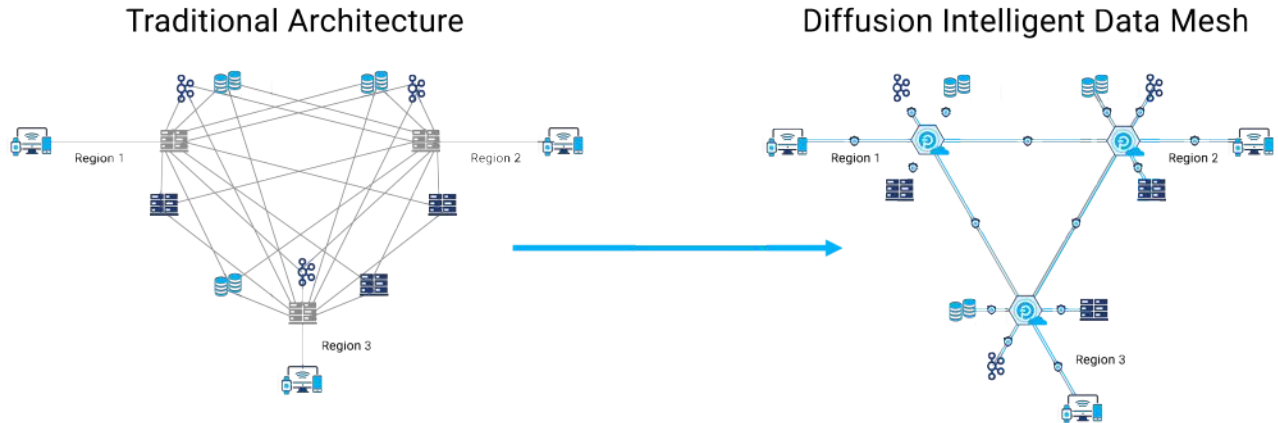 Traditional Architecture
Diffusion Intelligent Data Mesh
Region 1
Region 2
Region 1
Region 2
Region 3
Region 3